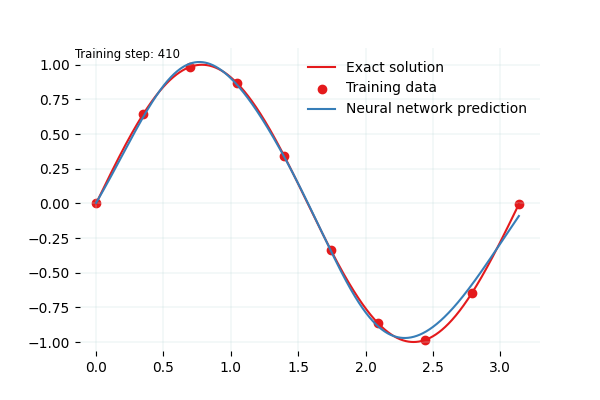 Training step: 410
Exact solution
Training data
Neural network prediction
1.00
0.75
0.50
0.25
0.00
−0.25
−0.50
−0.75
−1.00
0.0 0.5 1.0 1.5 2.0 2.5 3.0